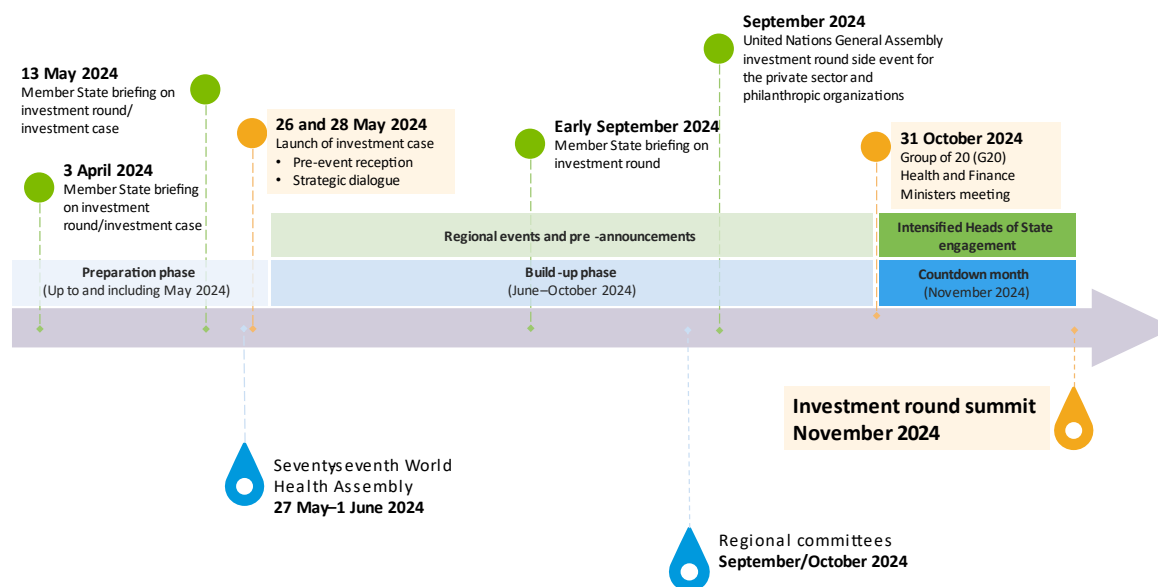 September 2024
United Nations General Assembly
investment round side event for
the private sector and
philanthropic organizations
13 May 2024
Member State briefing on
investment round/
investment case
26 and 28 May 2024
Launch of investment case
• Pre-event reception
• Strategic dialogue
Early September 2024
Member State briefing on
investment round
31 October 2024
Group of 20 (G20)
Health and Finance
Ministers meeting
3 April 2024
Member State briefing
on investment
round/investment case
Regional events and pre -announcements
Intensified Heads of State
engagement
Preparation phase
(Up to and including May 2024)
Build -up phase
(June–October 2024)
Countdown month
(November 2024)
Investment round summit
November 2024
Seventy-seventh World
Health Assembly
27 May–1 June 2024
Regional committees
September/October 2024